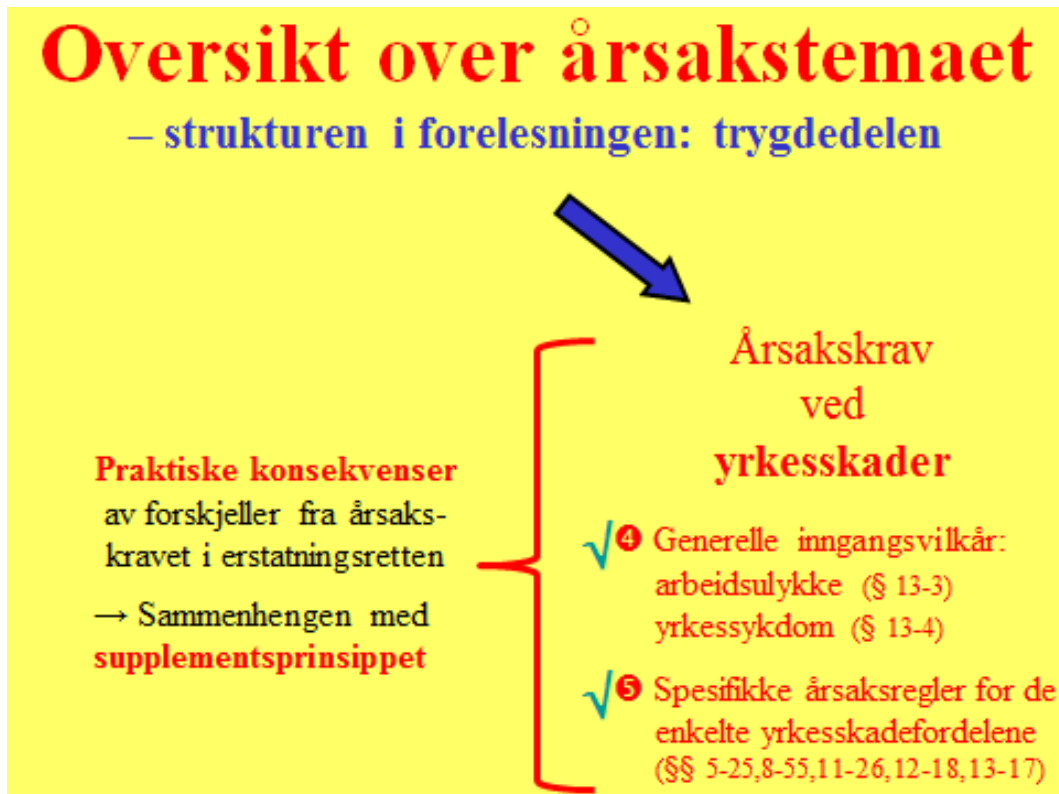 Oversikt over årsakstemaet
– strukturen i forelesningen: trygdedelen
Årsakskrav
ved
yrkesskader
Praktiske konsekvenser
av forskjeller fra årsaks-
kravet i erstatningsretten
→ Sammenhengen med
supplementsprinsippet
√❹ Generelle inngangsvilkår:
arbeidsulykke (§ 13-3)
yrkessykdom (§ 13-4)
√❺ Spesifikke årsaksregler for de
enkelte yrkesskadefordelene
(§§ 5-25,8-55,11-26,12-18,13-17)